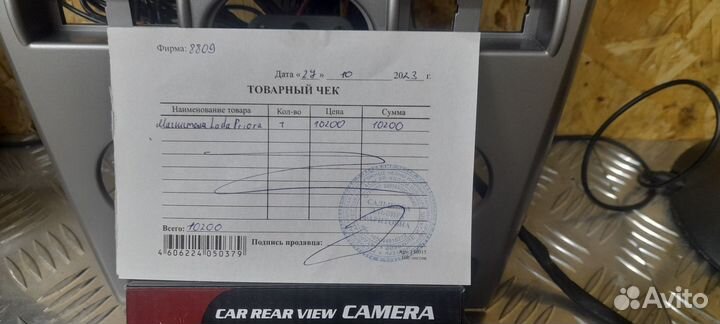 Фирма: 8809
Дата «27» 10 2023 г.
ТОВАРНЫЙ ЧЕК
Наименование товара Кол-во Цена Сумма
Магнитола Lada Priora 1 10200 10200
Всего: 10200
Подпись продавца:
4 606224 050379
CAR REAR VIEW CAMERA
Avito